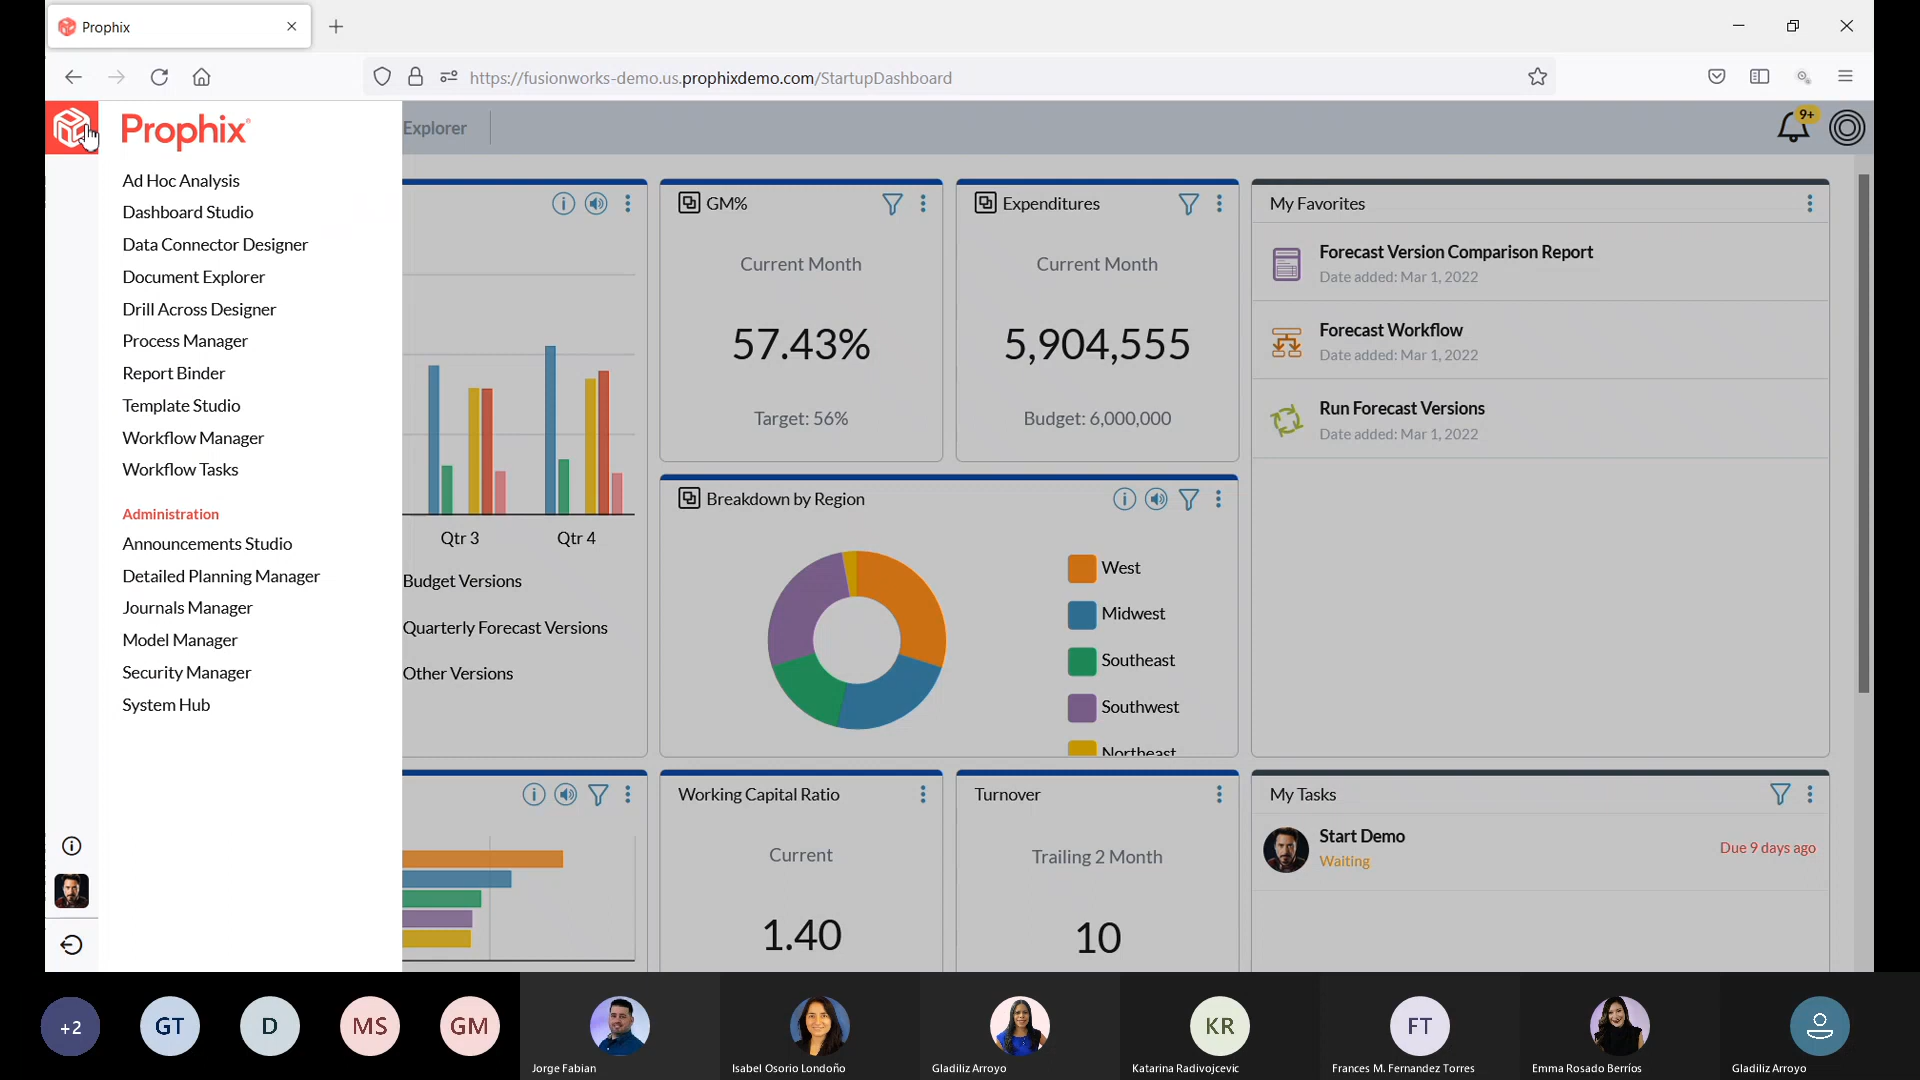 Prophix
https://fusionworks-demo.us.prophixdemo.com/StartupDashboard
Prophix
Explorer
9+
Ad Hoc Analysis
Dashboard Studio
Data Connector Designer
Document Explorer
Drill Across Designer
Process Manager
Report Binder
Template Studio
Workflow Manager
Workflow Tasks
Administration
Announcements Studio
Detailed Planning Manager
Journals Manager
Model Manager
Security Manager
System Hub
Qtr 3
Qtr 4
Budget Versions
Quarterly Forecast Versions
Other Versions
GM%
Current Month
57.43%
Target: 56%
Expenditures
Current Month
5,904,555
Budget: 6,000,000
My Favorites
Forecast Version Comparison Report
Date added: Mar 1, 2022
Forecast Workflow
Date added: Mar 1, 2022
Run Forecast Versions
Date added: Mar 1, 2022
Breakdown by Region
West
Midwest
Southeast
Southwest
Northeast
Working Capital Ratio
Current
1.40
Turnover
Trailing 2 Month
10
My Tasks
Start Demo
Waiting
Due 9 days ago
+2
GT
D
MS
GM
Jorge Fabian
Isabel Osorio Londoño
Gladiliz Arroyo
KR
Katarina Radivojcevic
FT
Frances M. Fernandez Torres
Emma Rosado Berríos
Gladiliz Arroyo